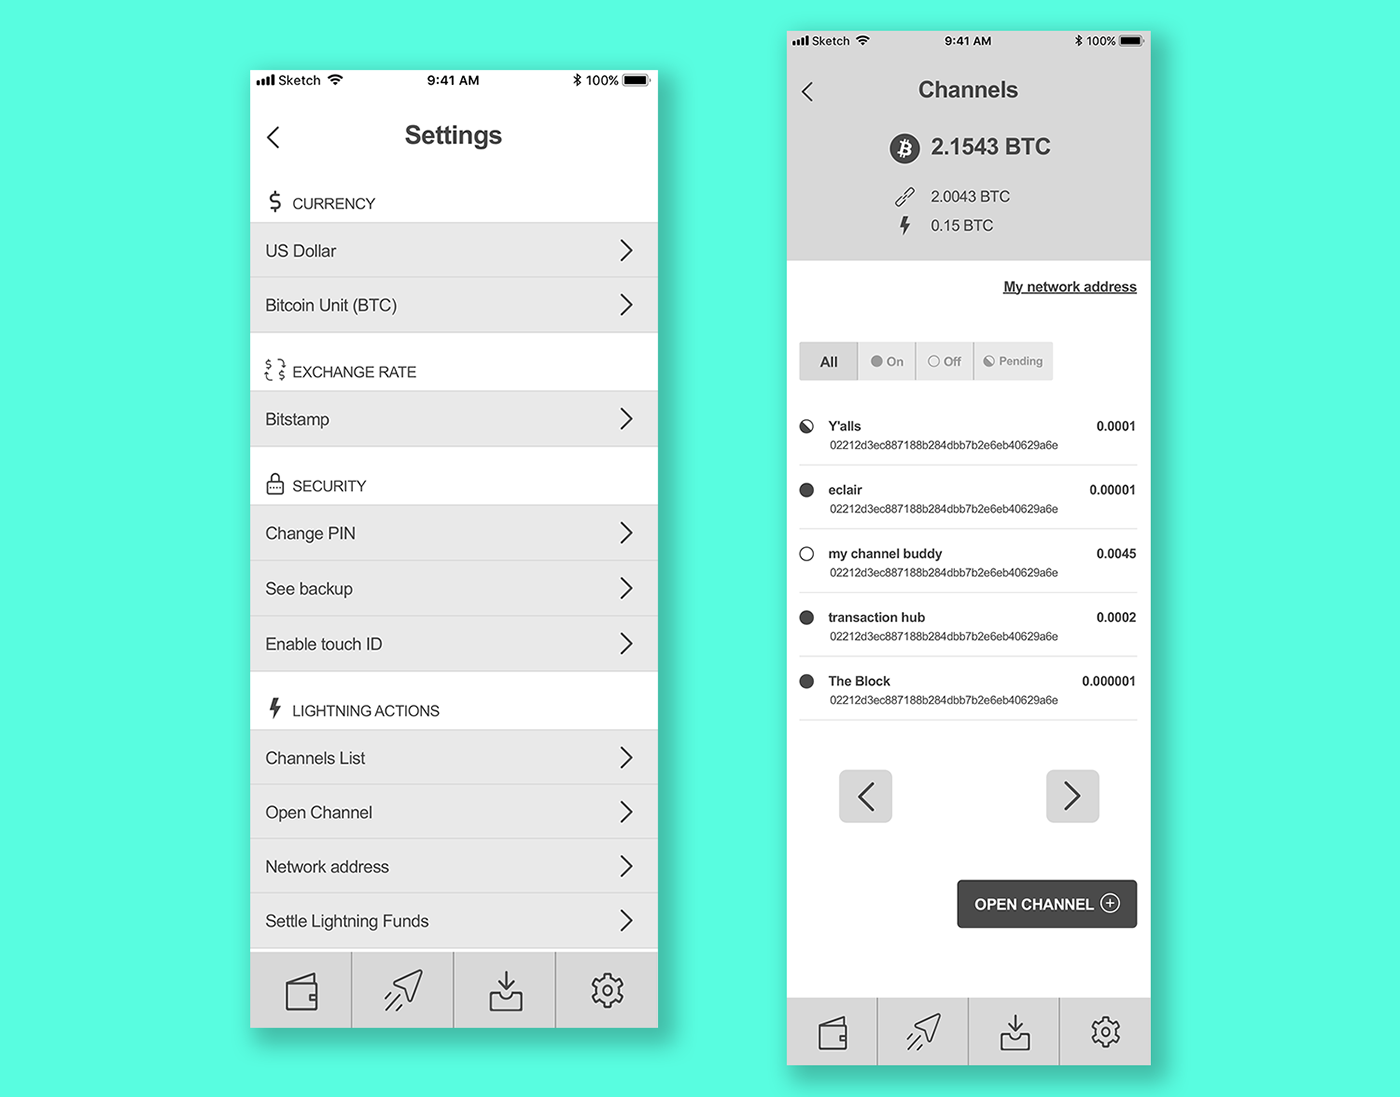 Sketch 9:41 AM 100%
Settings
$ CURRENCY
US Dollar
Bitcoin Unit (BTC)
EXCHANGE RATE
Bitstamp
SECURITY
Change PIN
See backup
Enable touch ID
LIGHTNING ACTIONS
Channels List
Open Channel
Network address
Settle Lightning Funds
Sketch 9:41 AM 100%
Channels
2.1543 BTC
2.0043 BTC
0.15 BTC
My network address
All On Off Pending
Y'alls 0.0001
02212d3ec887188b284dbb7b2e6eb40629a6e
eclair 0.00001
02212d3ec887188b284dbb7b2e6eb40629a6e
my channel buddy 0.0045
02212d3ec887188b284dbb7b2e6eb40629a6e
transaction hub 0.0002
02212d3ec887188b284dbb7b2e6eb40629a6e
The Block 0.000001
02212d3ec887188b284dbb7b2e6eb40629a6e
OPEN CHANNEL